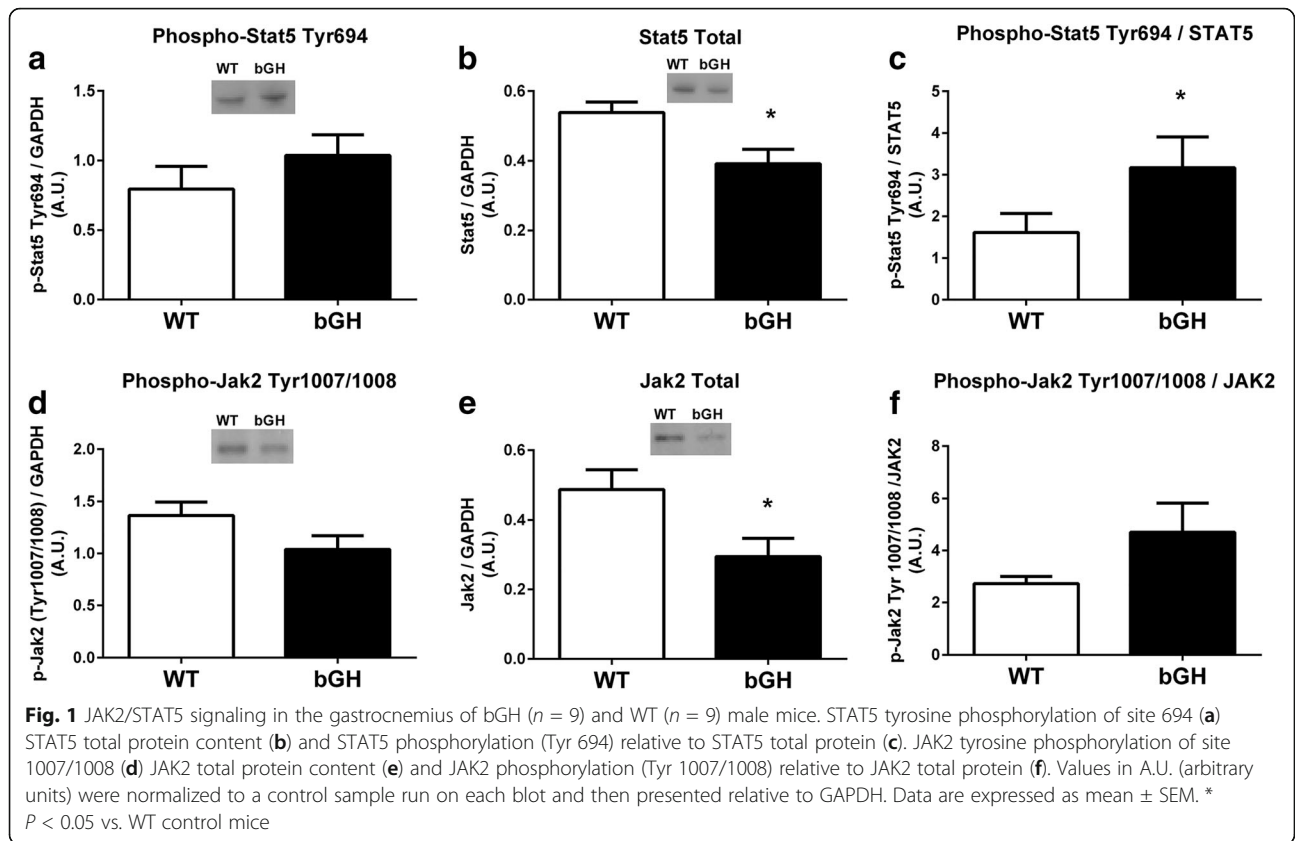 Phospho-Stat5 Tyr694
a
WT bGH
p-Stat5 Tyr694 / GAPDH
(A.U.)
1.5
1.0
0.5
0.0
WT bGH
Stat5 Total
b
WT bGH
Stat5 / GAPDH
(A.U.)
0.6
0.4
0.2
0.0
*
WT bGH
Phospho-Stat5 Tyr694 / STAT5
c
p-Stat5 Tyr694 / STAT5
(A.U.)
5
4
3
2
1
0
*
WT bGH
Phospho-Jak2 Tyr1007/1008
d
WT bGH
p-Jak2 (Tyr1007/1008) / GAPDH
(A.U.)
2.0
1.5
1.0
0.5
0.0
WT bGH
Jak2 Total
e
WT bGH
Jak2 / GAPDH
(A.U.)
0.6
0.4
0.2
0.0
*
WT bGH
Phospho-Jak2 Tyr1007/1008 / JAK2
f
p-Jak2 Tyr 1007/1008 /JAK2
(A.U.)
8
6
4
2
0
WT bGH
Fig. 1 JAK2/STAT5 signaling in the gastrocnemius of bGH (n = 9) and WT (n = 9) male mice. STAT5 tyrosine phosphorylation of site 694 (a)
STAT5 total protein content (b) and STAT5 phosphorylation (Tyr 694) relative to STAT5 total protein (c). JAK2 tyrosine phosphorylation of site
1007/1008 (d) JAK2 total protein content (e) and JAK2 phosphorylation (Tyr 1007/1008) relative to JAK2 total protein (f). Values in A.U. (arbitrary
units) were normalized to a control sample run on each blot and then presented relative to GAPDH. Data are expressed as mean ± SEM. *
P < 0.05 vs. WT control mice